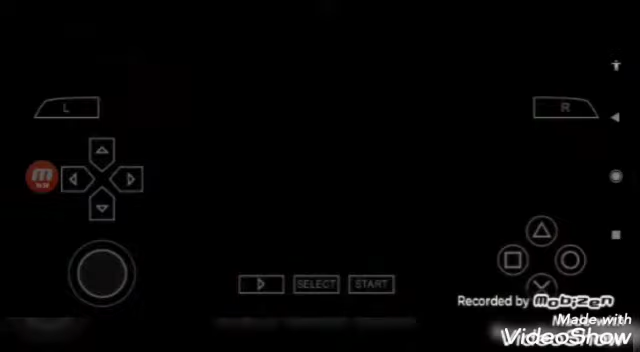 L
R
SELECT START
Recorded by mobizen
Made with
VideoShow